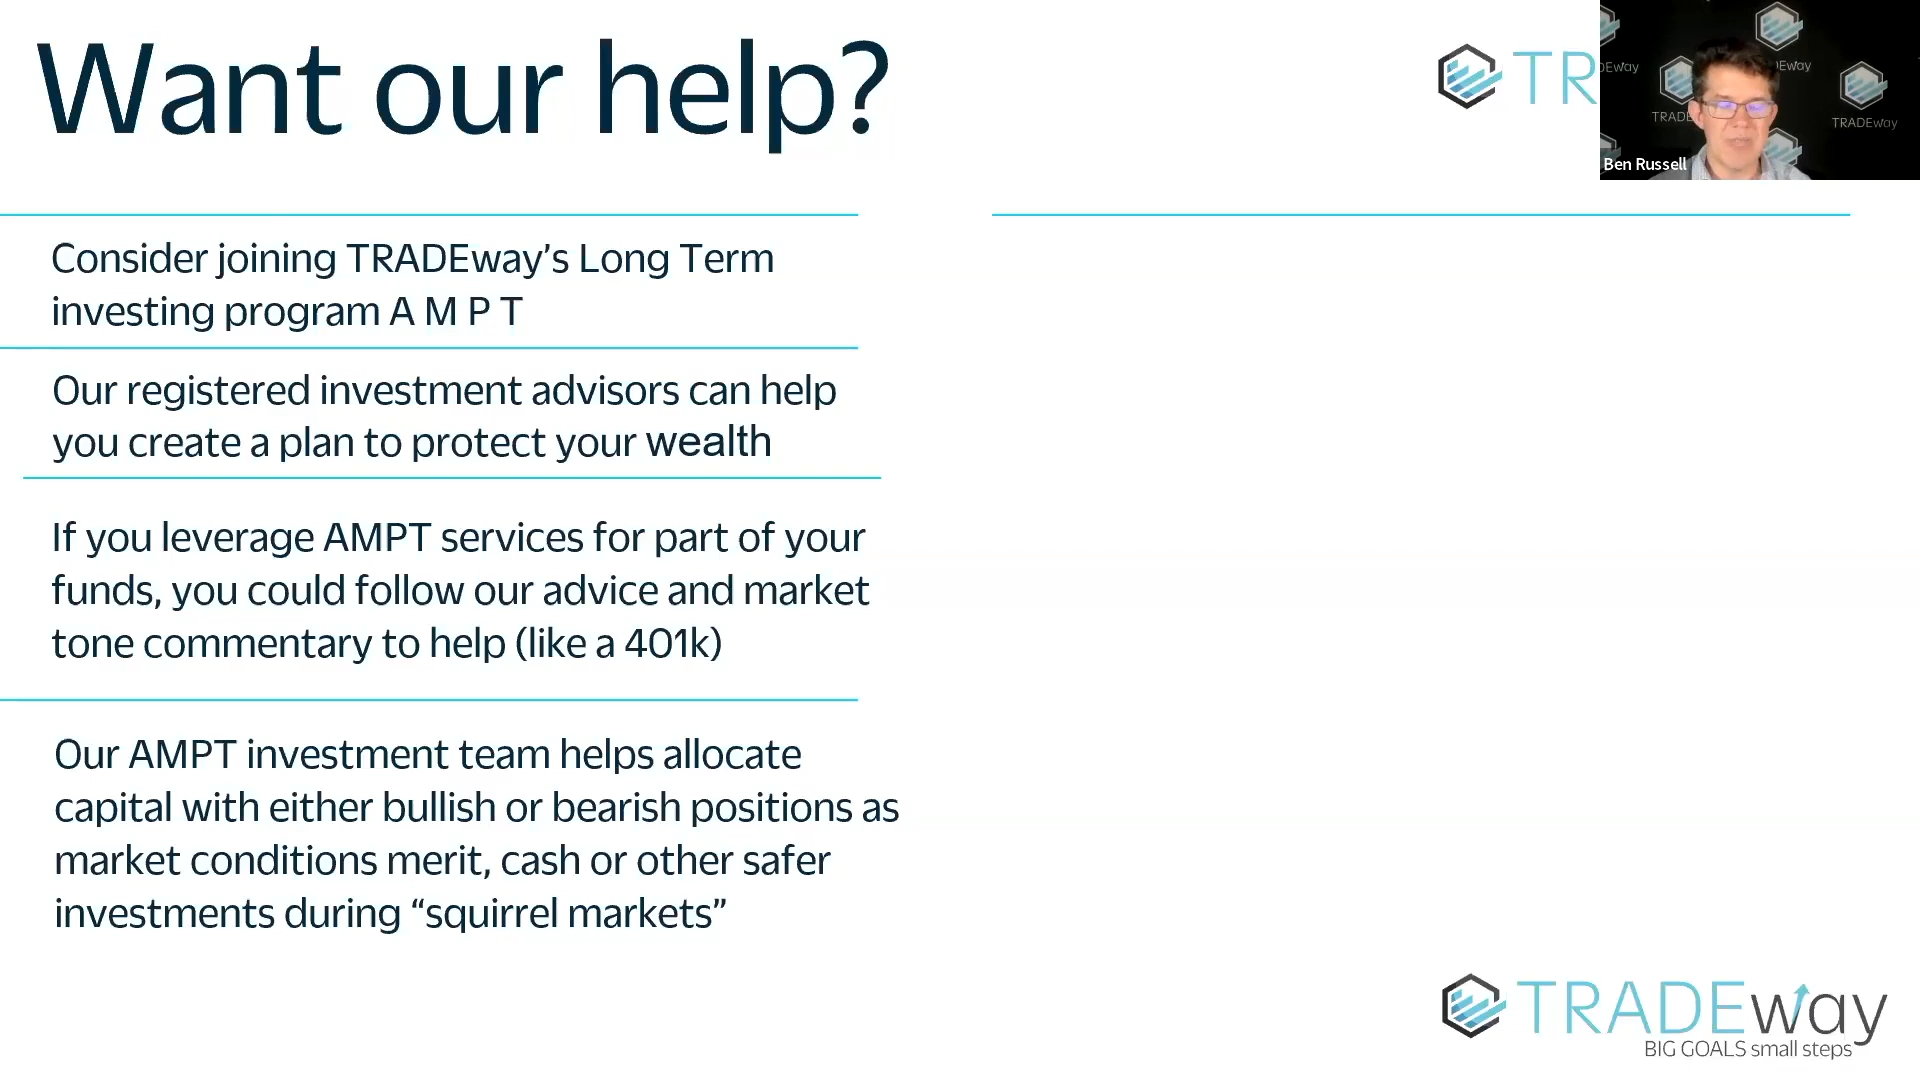 Want our help?
TR
DEway
DEway
TRADE
TRADEway
Ben Russell
Consider joining TRADEway’s Long Term
investing program A M P T
Our registered investment advisors can help
you create a plan to protect your wealth
If you leverage AMPT services for part of your
funds, you could follow our advice and market
tone commentary to help (like a 401k)
Our AMPT investment team helps allocate
capital with either bullish or bearish positions as
market conditions merit, cash or other safer
investments during “squirrel markets”
TRADEway
BIG GOALS small steps